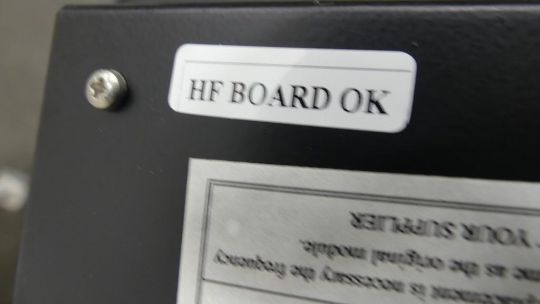 HF BOARD OK
is necessary the frequency
as the original module.
YOUR SUPPLIER